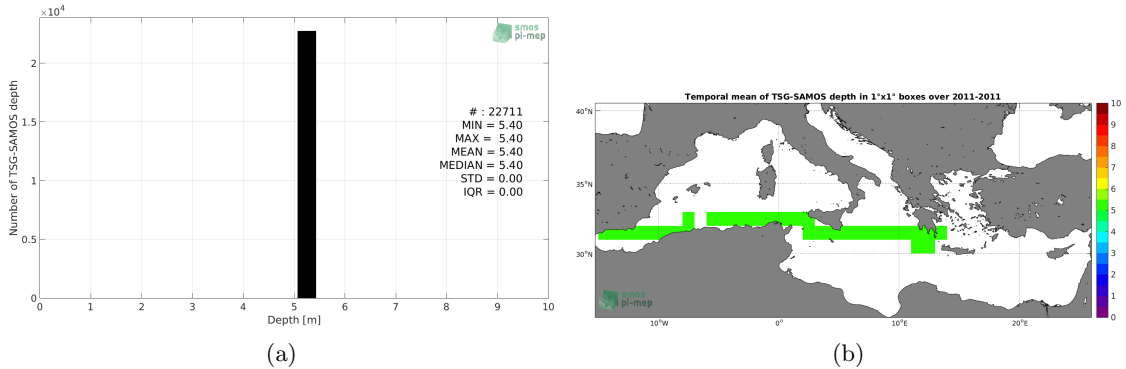 ×10⁴
smos
pi-mep
Number of TSG-SAMOS depth
2
1.5
1
0.5
0
# : 22711
MIN = 5.40
MAX = 5.40
MEAN = 5.40
MEDIAN = 5.40
STD = 0.00
IQR = 0.00
0 1 2 3 4 5 6 7 8 9 10
Depth [m]
(a)
Temporal mean of TSG-SAMOS depth in 1°x1° boxes over 2011-2011
40°N
35°N
30°N
10°W 0° 10°E 20°E
10
9
8
7
6
5
4
3
2
1
0
smos
pi-mep
(b)